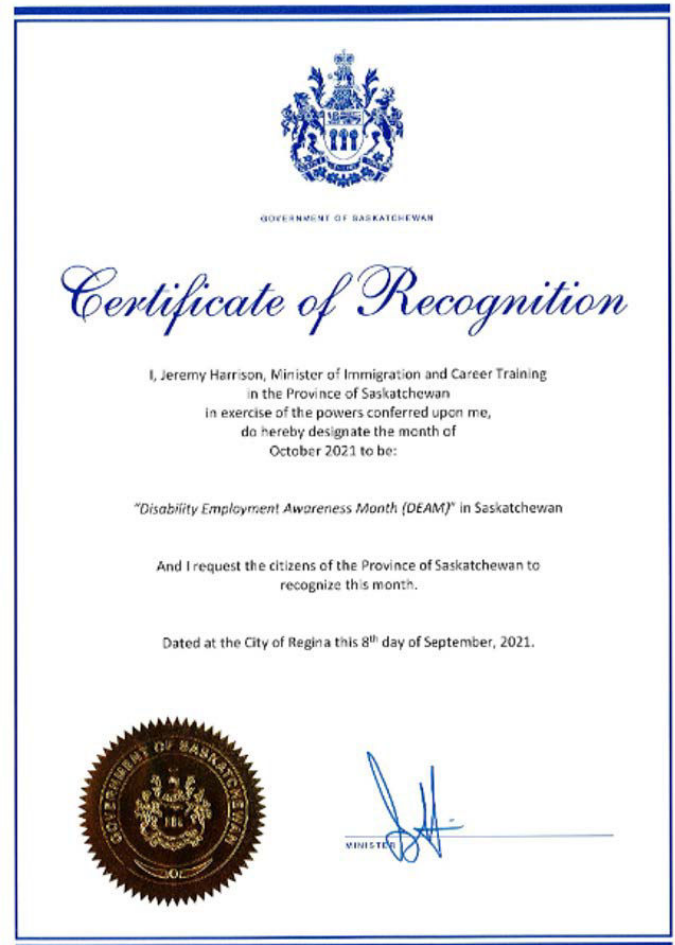 GOVERNMENT OF SASKATCHEWAN
Certificate of Recognition
I, Jeremy Harrison, Minister of Immigration and Career Training
in the Province of Saskatchewan
in exercise of the powers conferred upon me,
do hereby designate the month of
October 2021 to be:
"Disability Employment Awareness Month (DEAM)" in Saskatchewan
And I request the citizens of the Province of Saskatchewan to
recognize this month.
Dated at the City of Regina this 8th day of September, 2021.
GOVERNMENT OF SASKATCHEWAN
MINISTER